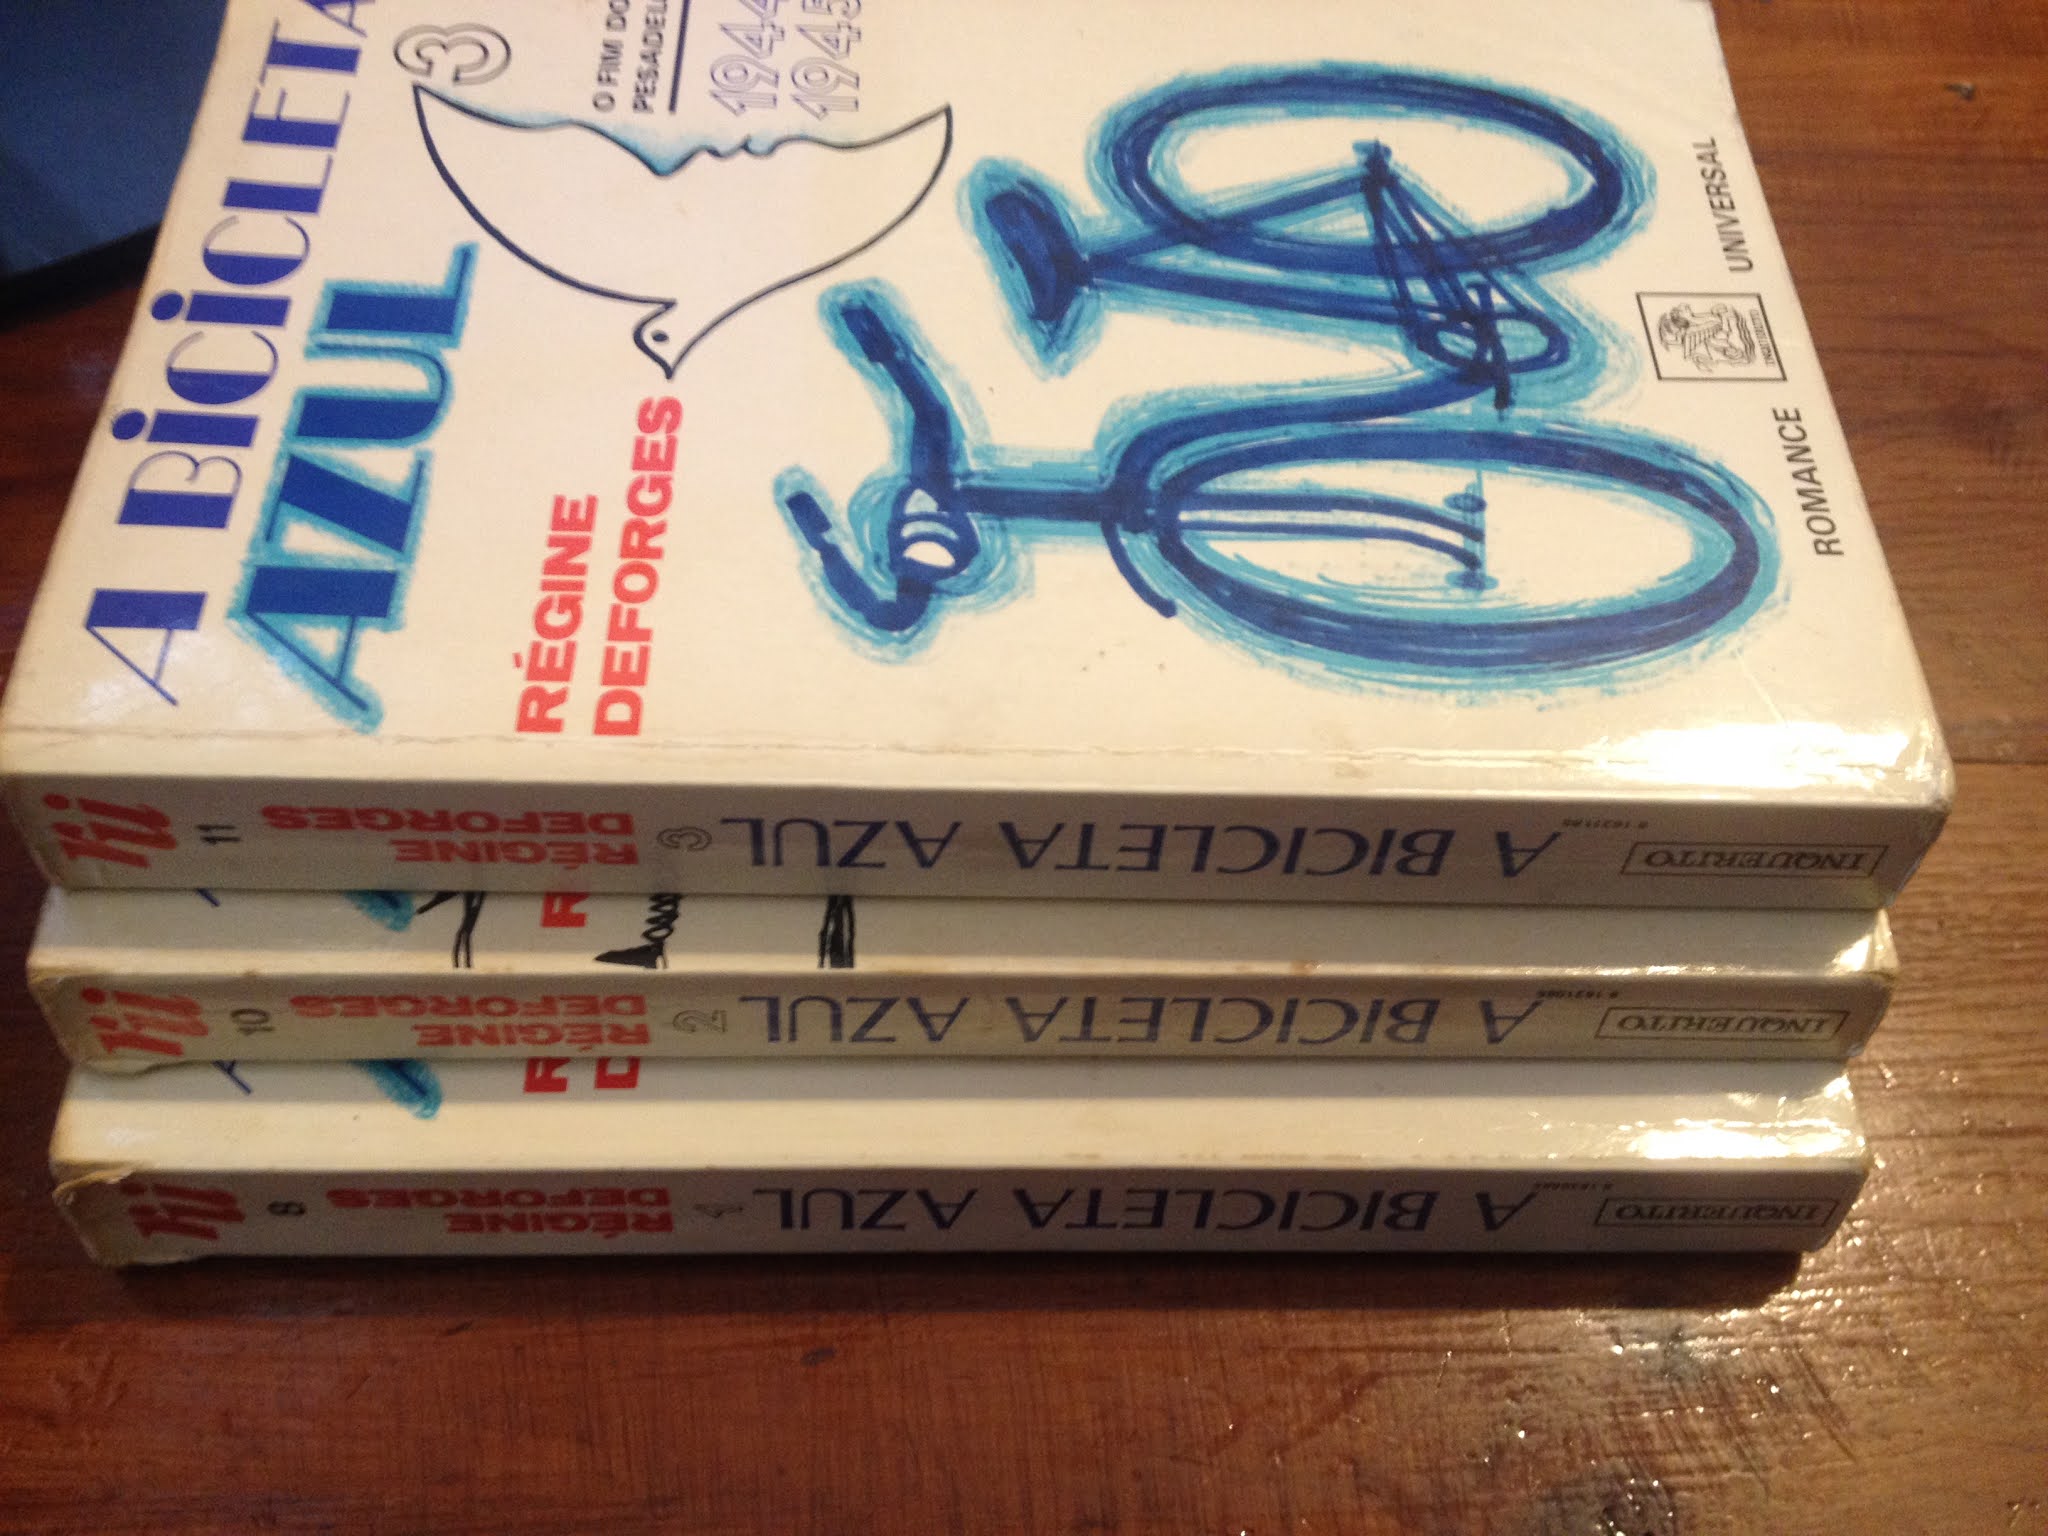 A BICICLETA
AZUL
3
O FIM DO
PESADELO
1944
1945
RÉGINE
DEFORGES
ROMANCE
INQUÉRITO
UNIVERSAL
11
RÉGINE
DEFORGES
3
A BICICLETA AZUL
INQUÉRITO
10
RÉGINE
DEFORGES
2
A BICICLETA AZUL
INQUÉRITO
8
RÉGINE
DEFORGES
1
A BICICLETA AZUL
INQUÉRITO